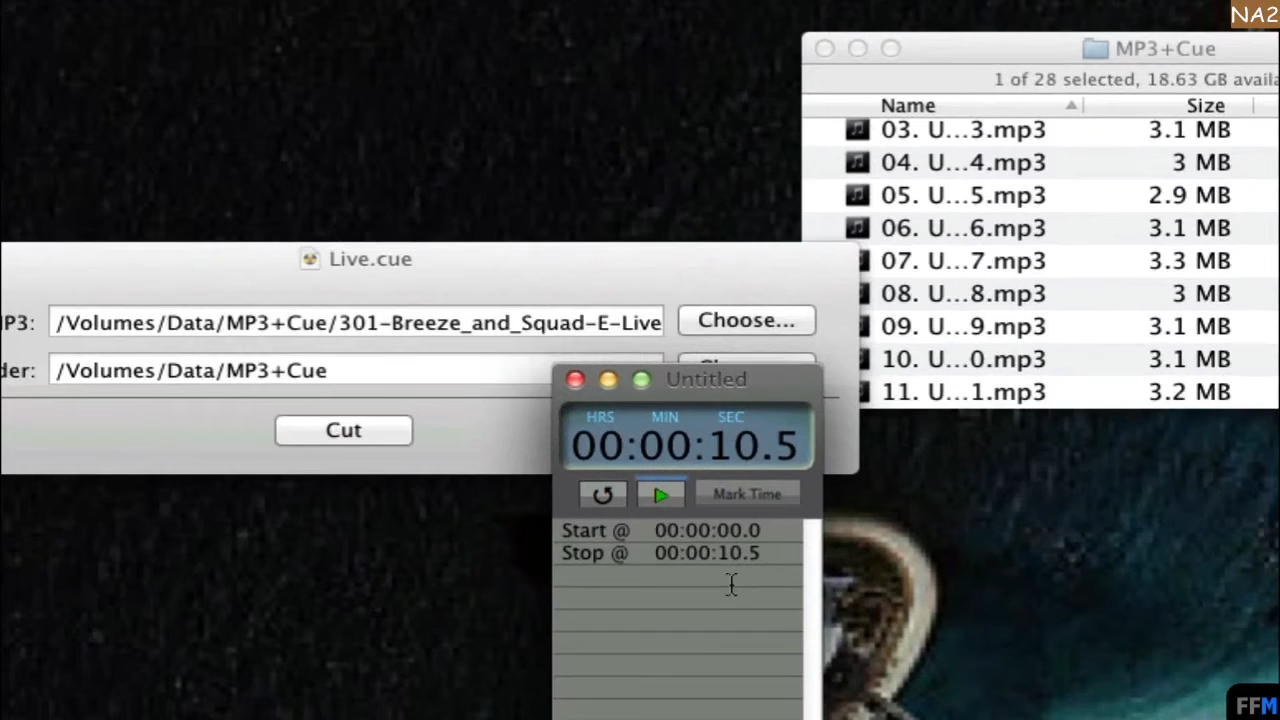 NA2
MP3+Cue
1 of 28 selected, 18.63 GB availa
Name Size
03. U...3.mp3 3.1 MB
04. U...4.mp3 3 MB
05. U...5.mp3 2.9 MB
06. U...6.mp3 3.1 MB
07. U...7.mp3 3.3 MB
08. U...8.mp3 3 MB
09. U...9.mp3 3.1 MB
10. U...0.mp3 3.1 MB
11. U...1.mp3 3.2 MB
Live.cue
P3: /Volumes/Data/MP3+Cue/301-Breeze_and_Squad-E-Live Choose...
der: /Volumes/Data/MP3+Cue
Cut
Untitled
HRS MIN SEC
00:00:10.5
Mark Time
Start @ 00:00:00.0
Stop @ 00:00:10.5
FFM